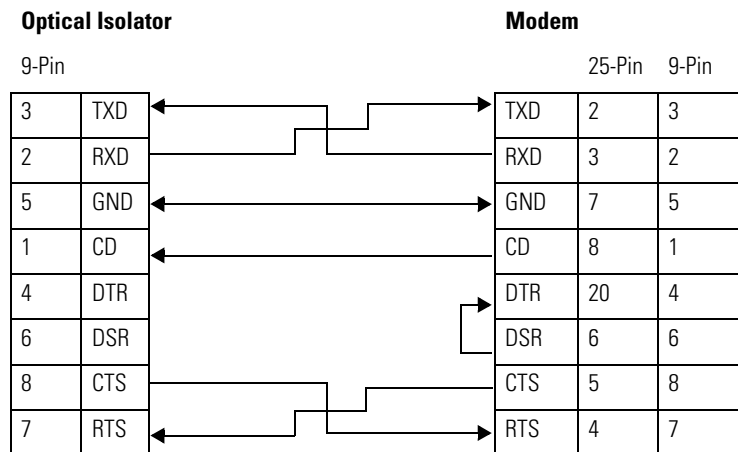 Optical Isolator Modem
9-Pin 25-Pin 9-Pin
3 TXD TXD 2 3
2 RXD RXD 3 2
5 GND GND 7 5
1 CD CD 8 1
4 DTR DTR 20 4
6 DSR DSR 6 6
8 CTS CTS 5 8
7 RTS RTS 4 7